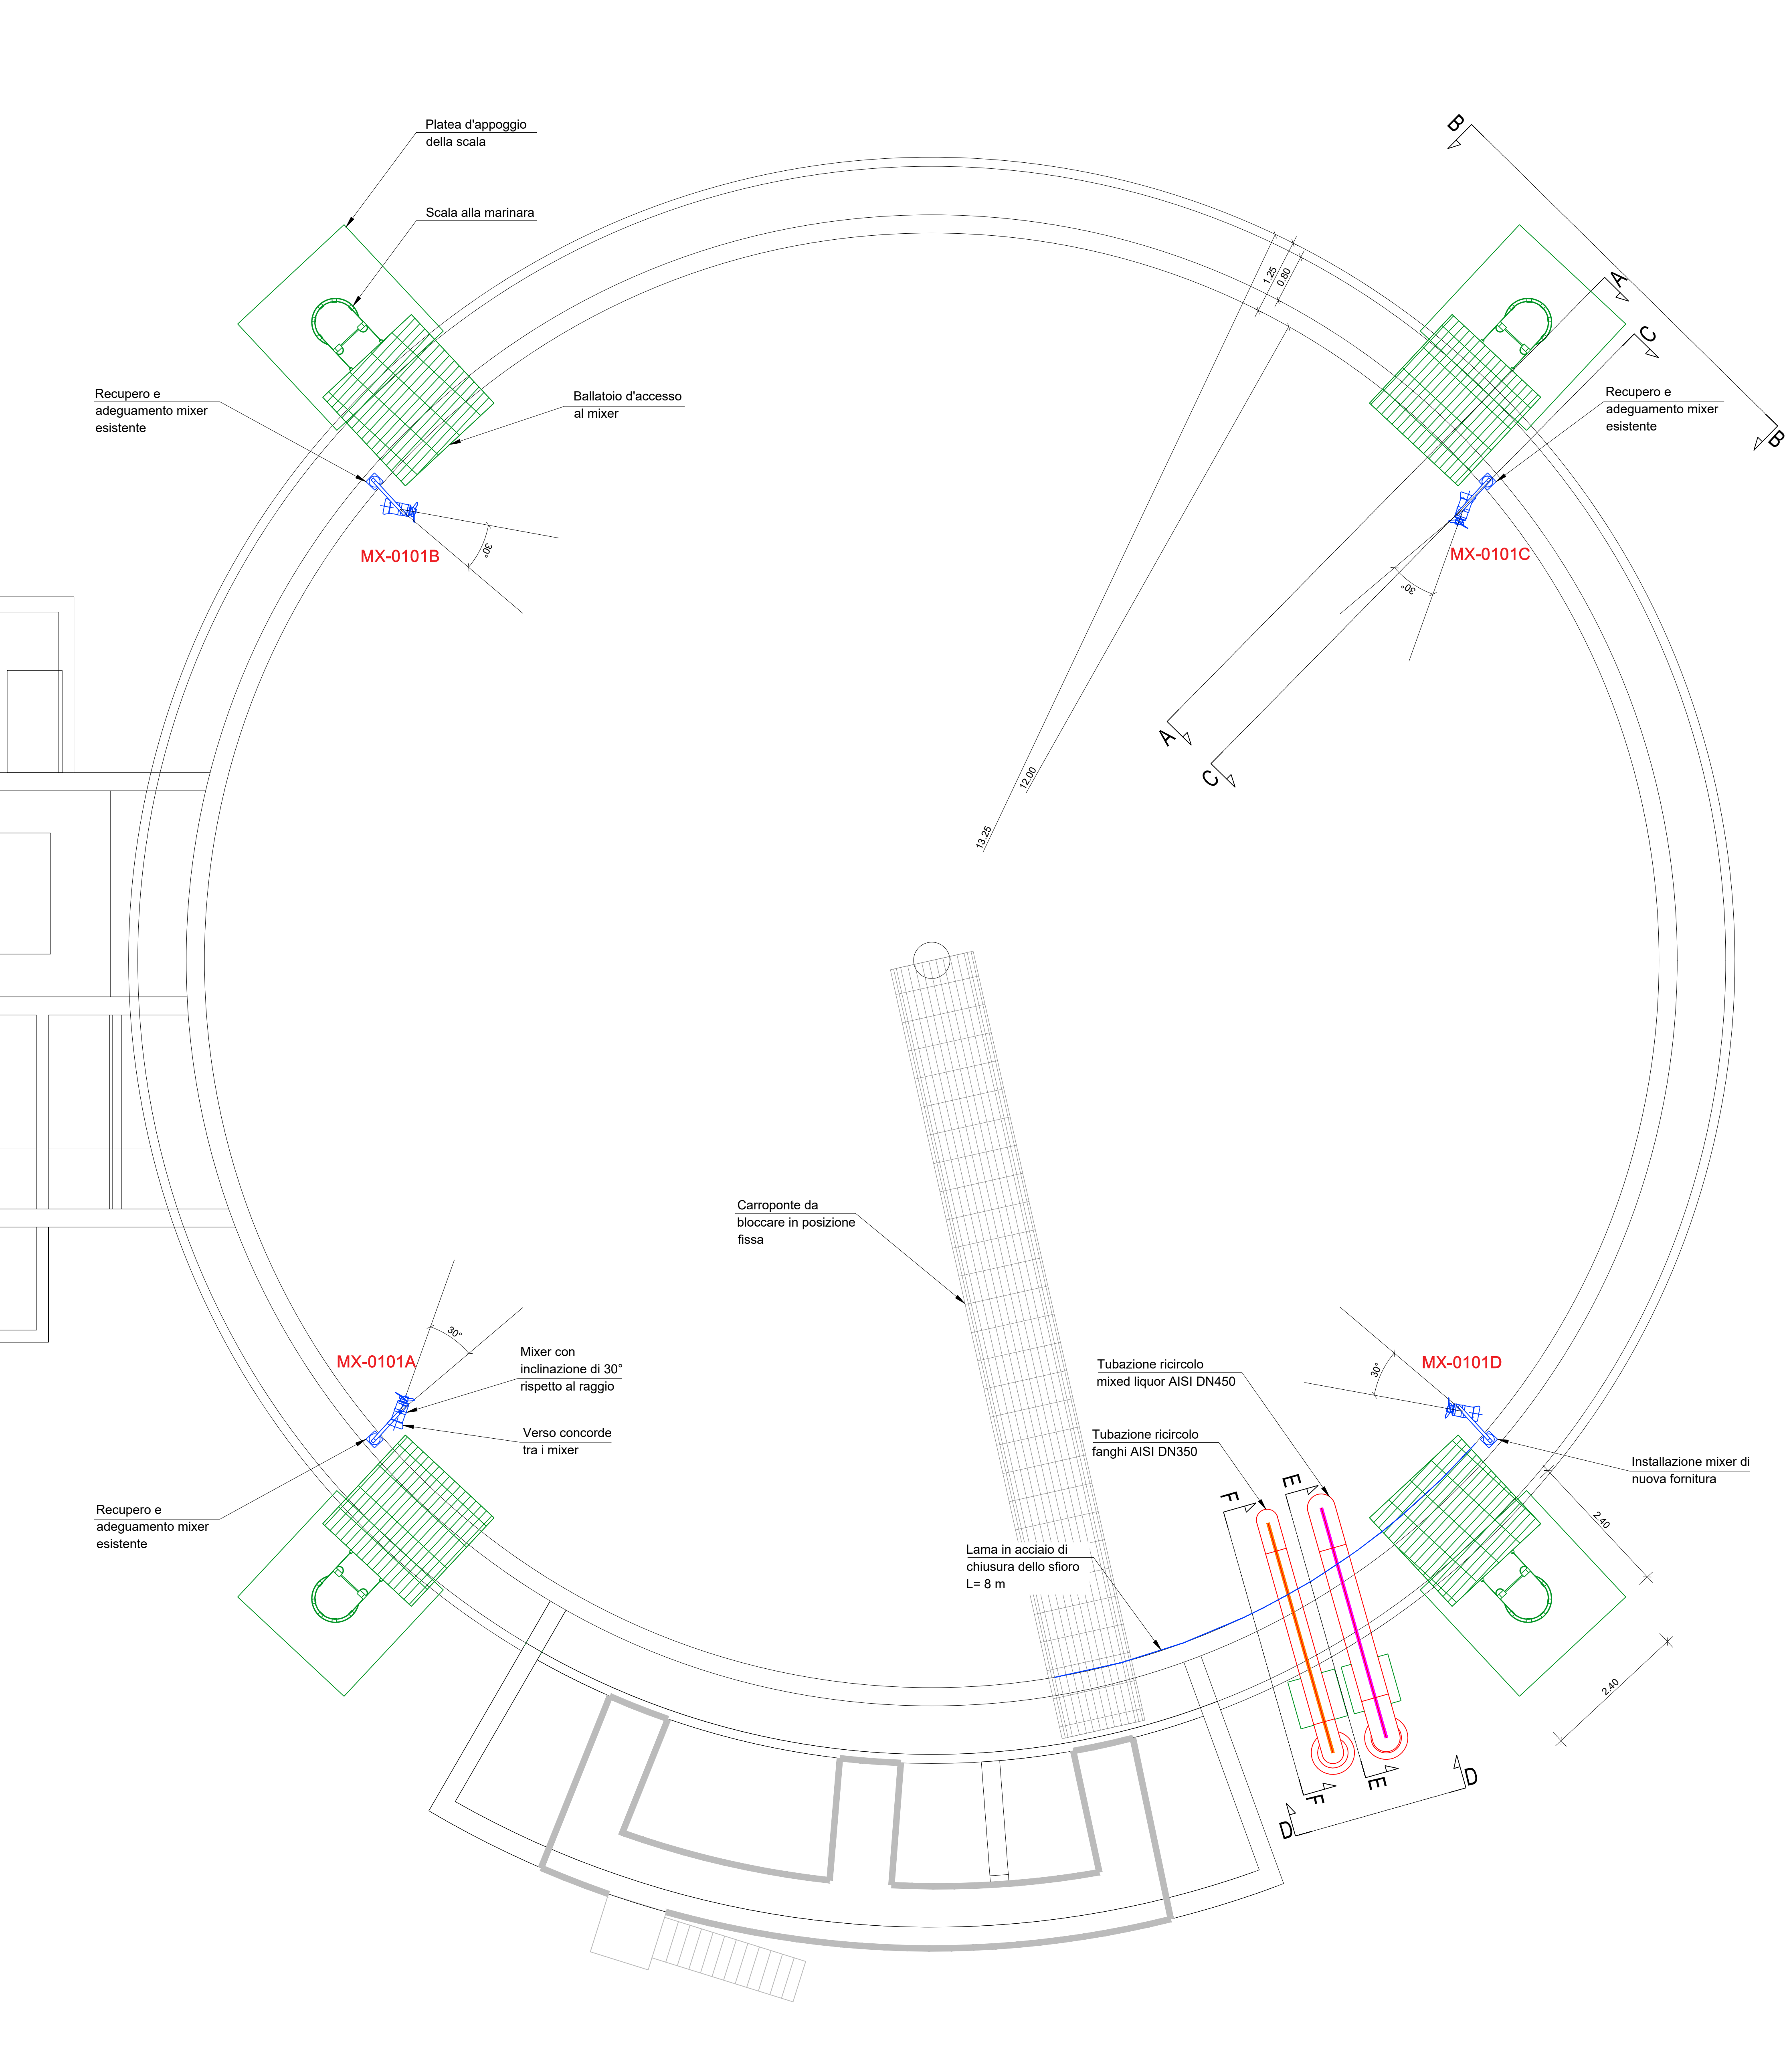 B
Platea d'appoggio
della scala
Scala alla marinara
1.25
0.80
A
C
Recupero e
adeguamento mixer
esistente
Ballatoio d'accesso
al mixer
Recupero e
adeguamento mixer
esistente
B
MX-0101B
30°
MX-0101C
30°
A
C
12.00
13.25
Carroponte da
bloccare in posizione
fissa
MX-0101A
30°
Mixer con
inclinazione di 30°
rispetto al raggio
Verso concorde
tra i mixer
Recupero e
adeguamento mixer
esistente
Tubazione ricircolo
mixed liquor AISI DN450
Tubazione ricircolo
fanghi AISI DN350
MX-0101D
30°
Installazione mixer di
nuova fornitura
E
F
2.40
Lama in acciaio di
chiusura dello sfioro
L= 8 m
2.40
D
E
F
D